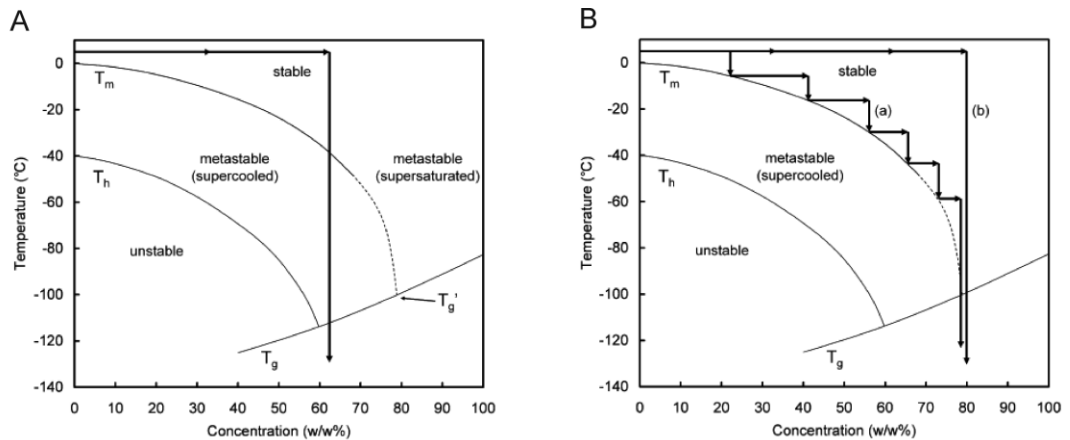 A
0
-20
-40
-60
-80
-100
-120
-140
Temperature (°C)
Tm
stable
metastable
(supercooled)
metastable
(supersaturated)
Th
unstable
Tg'
Tg
0 10 20 30 40 50 60 70 80 90 100
Concentration (w/w%)
B
0
-20
-40
-60
-80
-100
-120
-140
Temperature (°C)
Tm
stable
(a)
(b)
metastable
(supercooled)
Th
unstable
Tg
0 10 20 30 40 50 60 70 80 90 100
Concentration (w/w%)